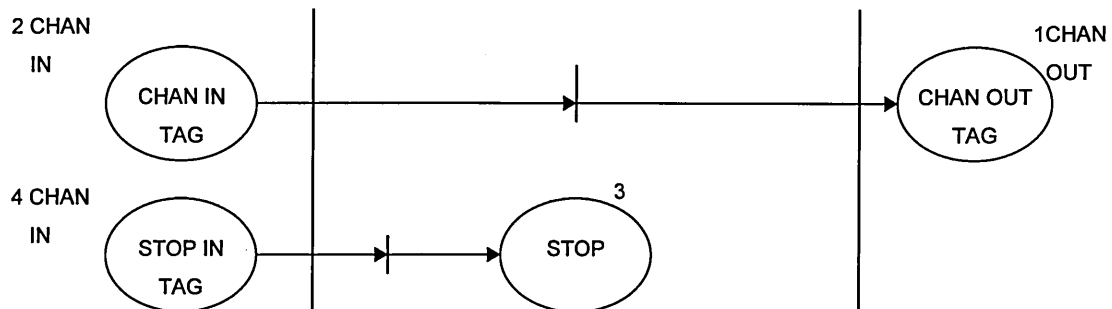 2 CHAN
IN
CHAN IN
TAG
1CHAN
OUT
CHAN OUT
TAG
4 CHAN
IN
STOP IN
TAG
3
STOP